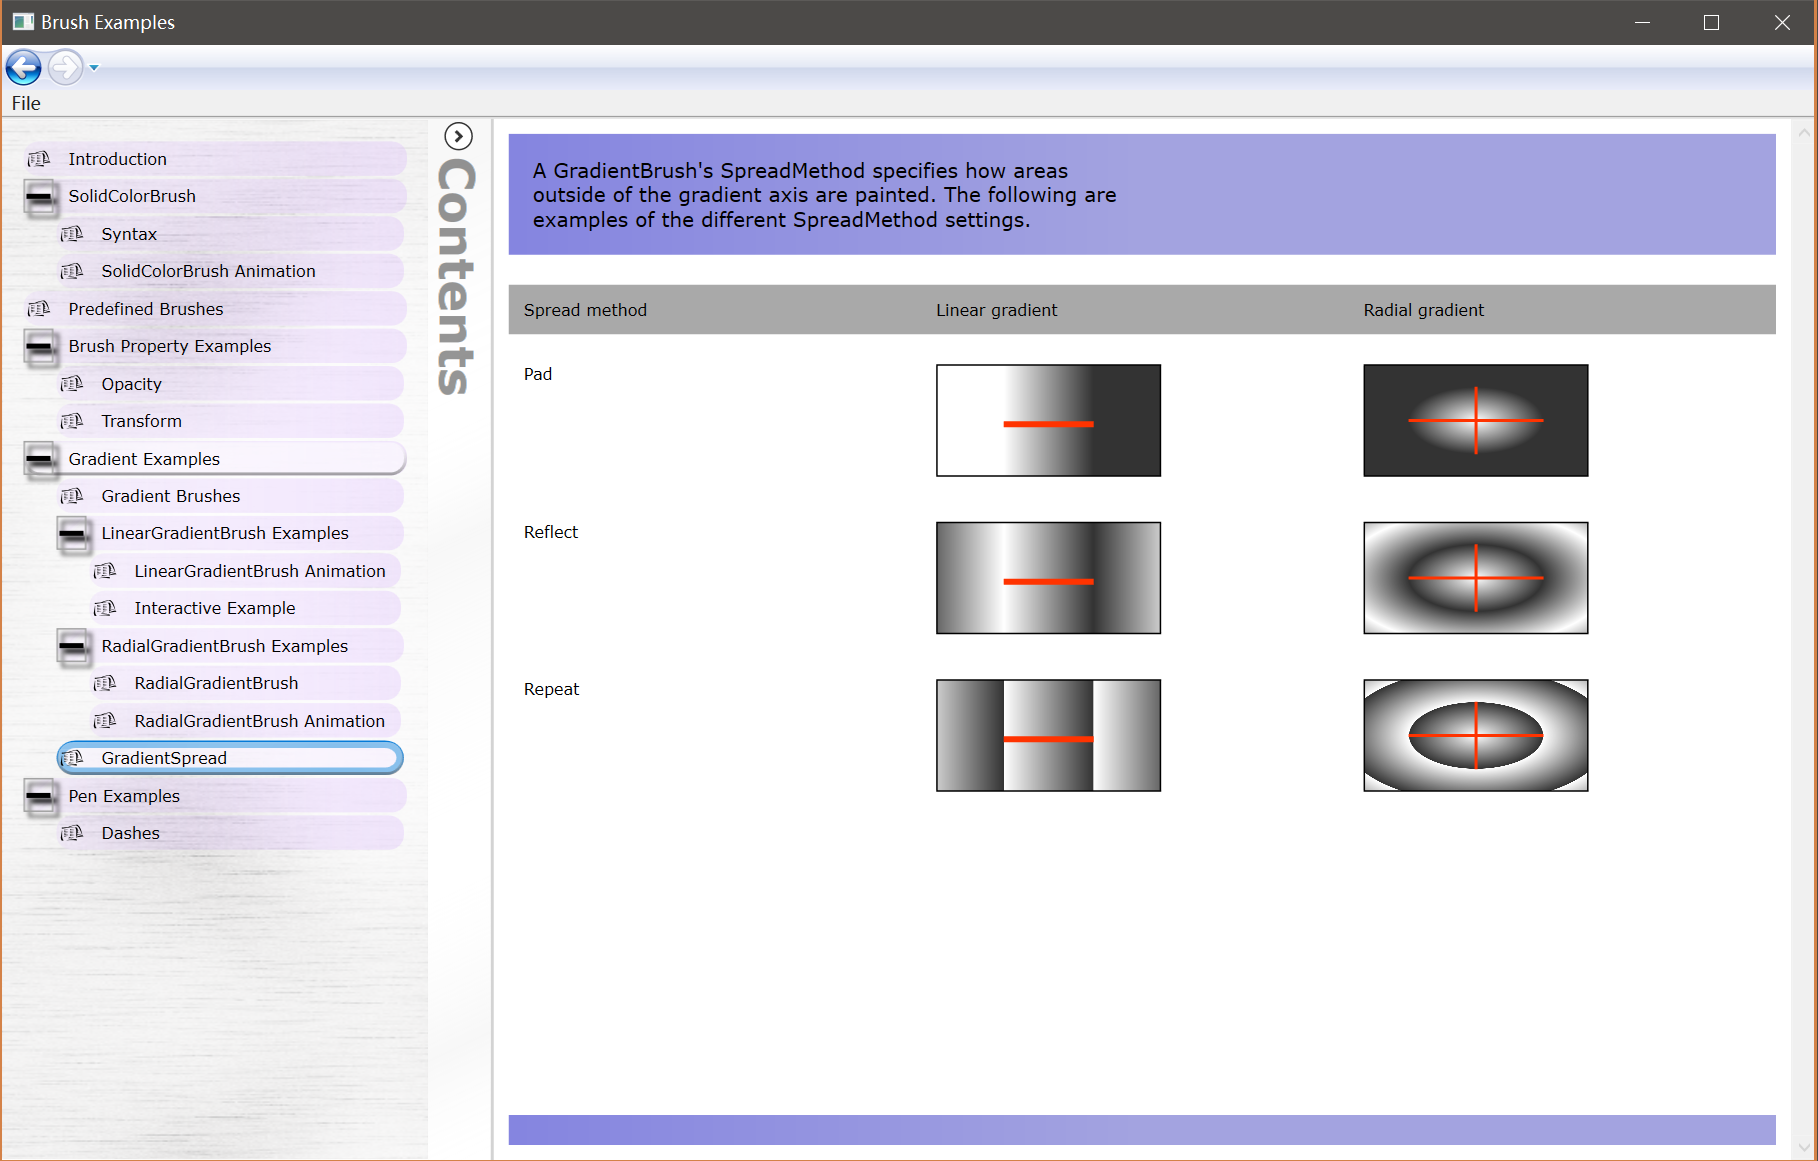 Brush Examples
File
Introduction
SolidColorBrush
Syntax
SolidColorBrush Animation
Predefined Brushes
Brush Property Examples
Opacity
Transform
Gradient Examples
Gradient Brushes
LinearGradientBrush Examples
LinearGradientBrush Animation
Interactive Example
RadialGradientBrush Examples
RadialGradientBrush
RadialGradientBrush Animation
GradientSpread
Pen Examples
Dashes
Contents
A GradientBrush's SpreadMethod specifies how areas
outside of the gradient axis are painted. The following are
examples of the different SpreadMethod settings.
Spread method Linear gradient Radial gradient
Pad
Reflect
Repeat